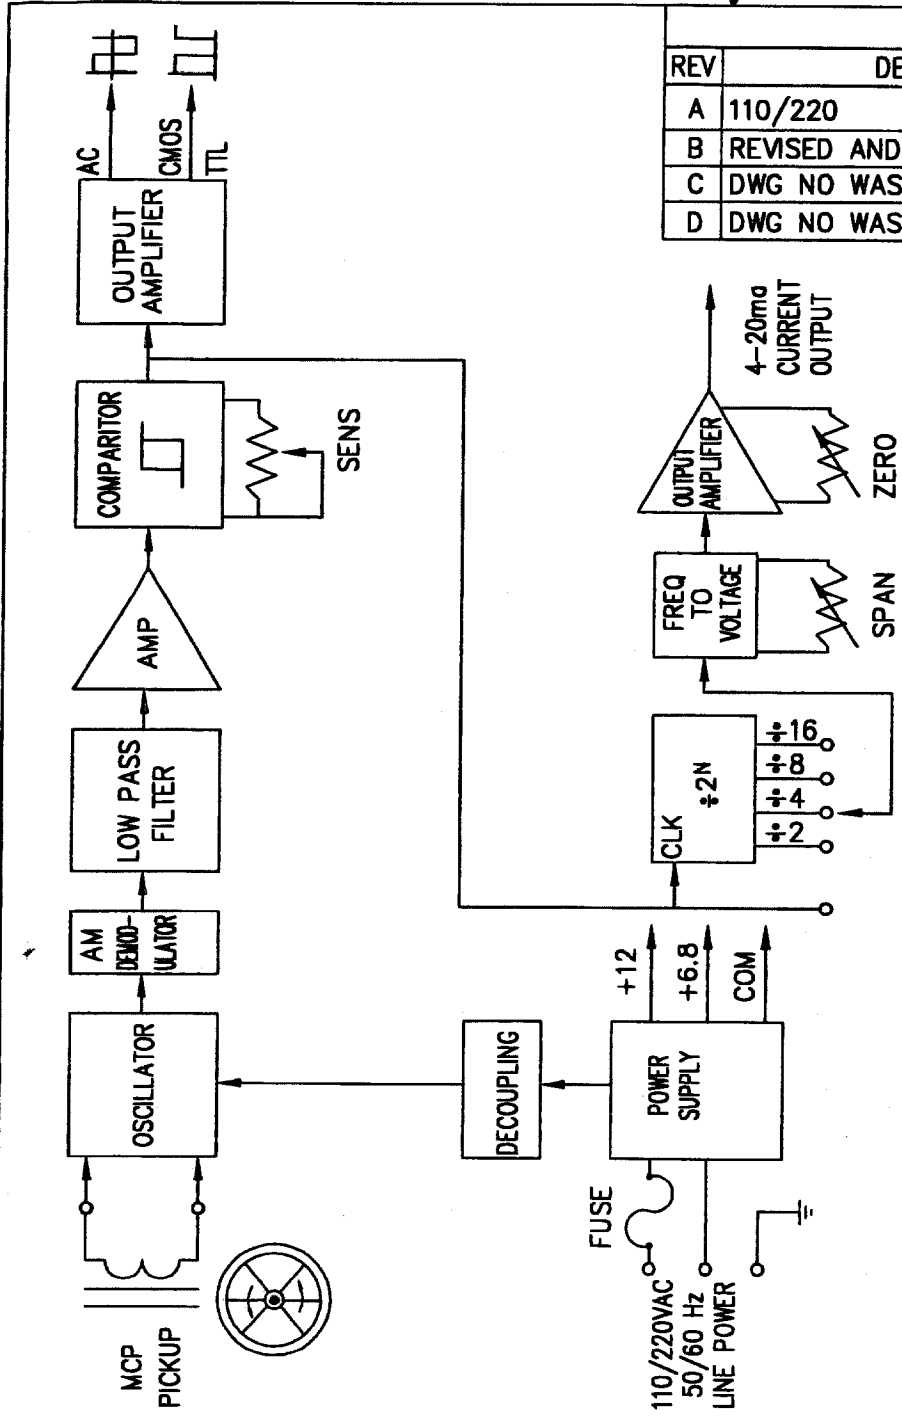 REV
DE
A
110/220
B
REVISED AND
C
DWG NO WAS
D
DWG NO WAS
MCP
PICKUP
OSCILLATOR
AM
DEMOD-
ULATOR
LOW PASS
FILTER
AMP
COMPARITOR
SENS
OUTPUT
AMPLIFIER
AC
CMOS
TTL
110/220VAC
50/60 Hz
LINE POWER
FUSE
POWER
SUPPLY
DECOUPLING
+12
+6.8
COM
CLK
÷2N
÷2
÷4
÷8
÷16
FREQ
TO
VOLTAGE
SPAN
OUTPUT
AMPLIFIER
ZERO
4-20ma
CURRENT
OUTPUT